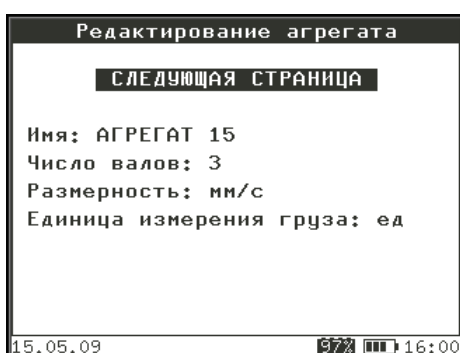 Редактирование агрегата
СЛЕДУЮЩАЯ СТРАНИЦА
Имя: АГРЕГАТ 15
Число валов: 3
Размерность: мм/с
Единица измерения груза: ед
15.05.09 97% 16:00